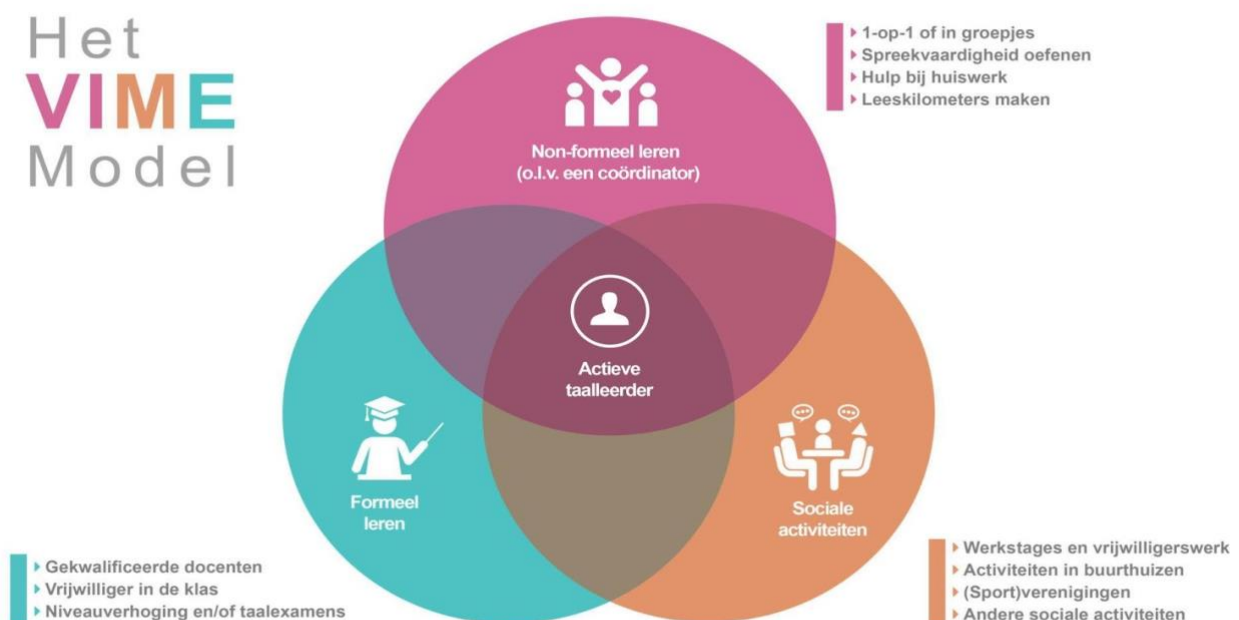 Het
VIME
Model
1-op-1 of in groepjes
Spreekvaardigheid oefenen
Hulp bij huiswerk
Leeskilometers maken
Non-formeel leren
(o.l.v. een coördinator)
Actieve
taalleerder
Formeel
leren
Sociale
activiteiten
Gekwalificeerde docenten
Vrijwilliger in de klas
Niveauverhoging en/of taalexamens
Werkstages en vrijwilligerswerk
Activiteiten in buurthuizen
(Sport)verenigingen
Andere sociale activiteiten